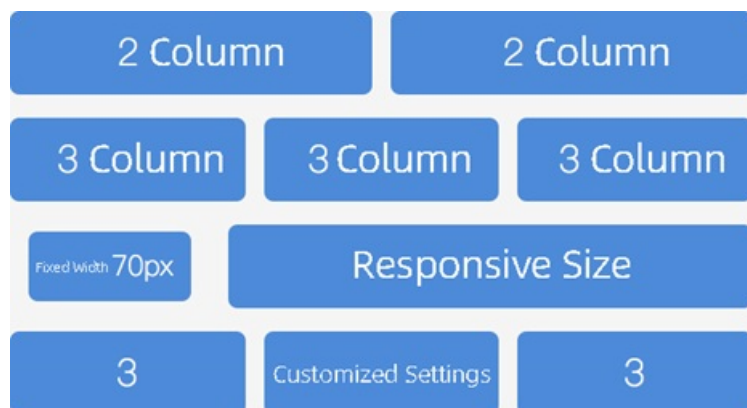 2 Column
2 Column
3 Column
3 Column
3 Column
Fixed Width 70px
Responsive Size
3
Customized Settings
3